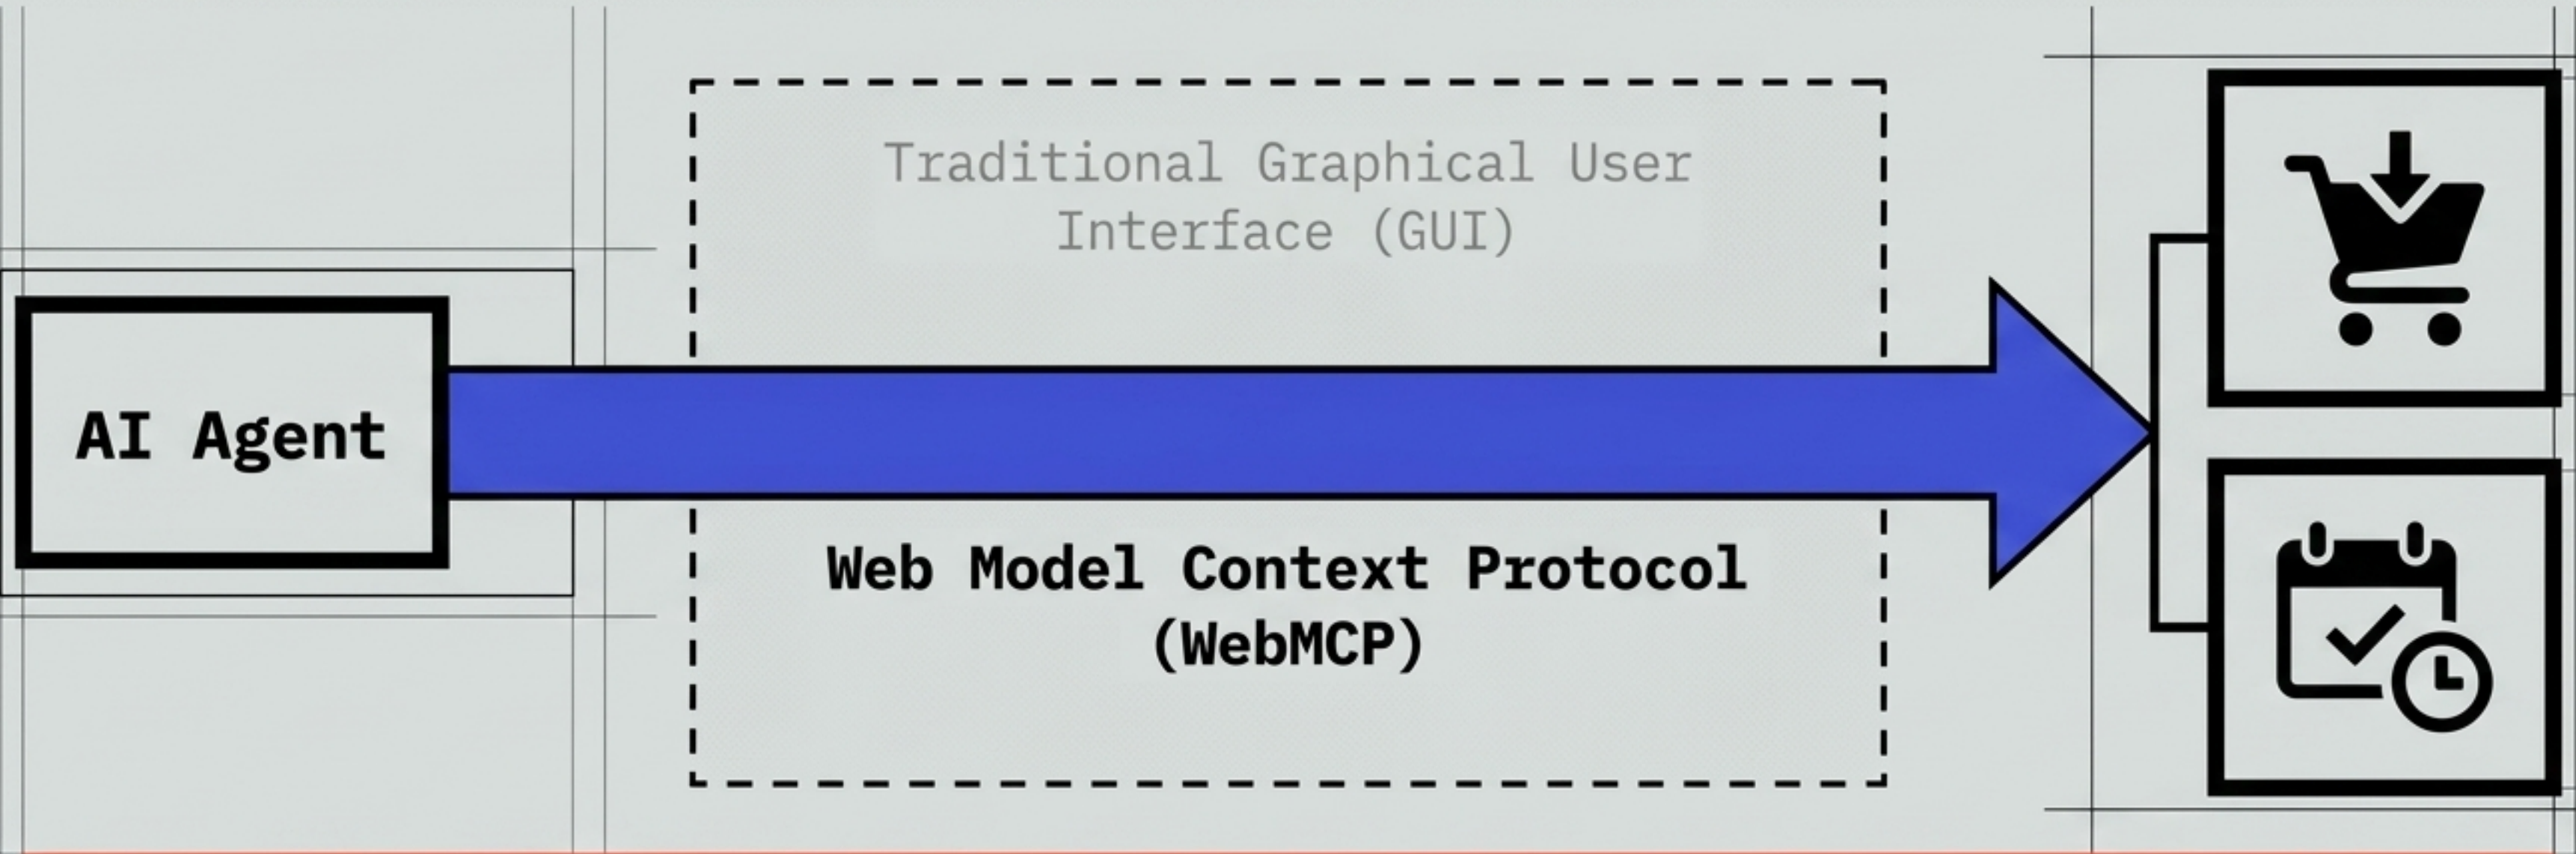 Traditional Graphical User
Interface (GUI)
AI Agent
Web Model Context Protocol
(WebMCP)